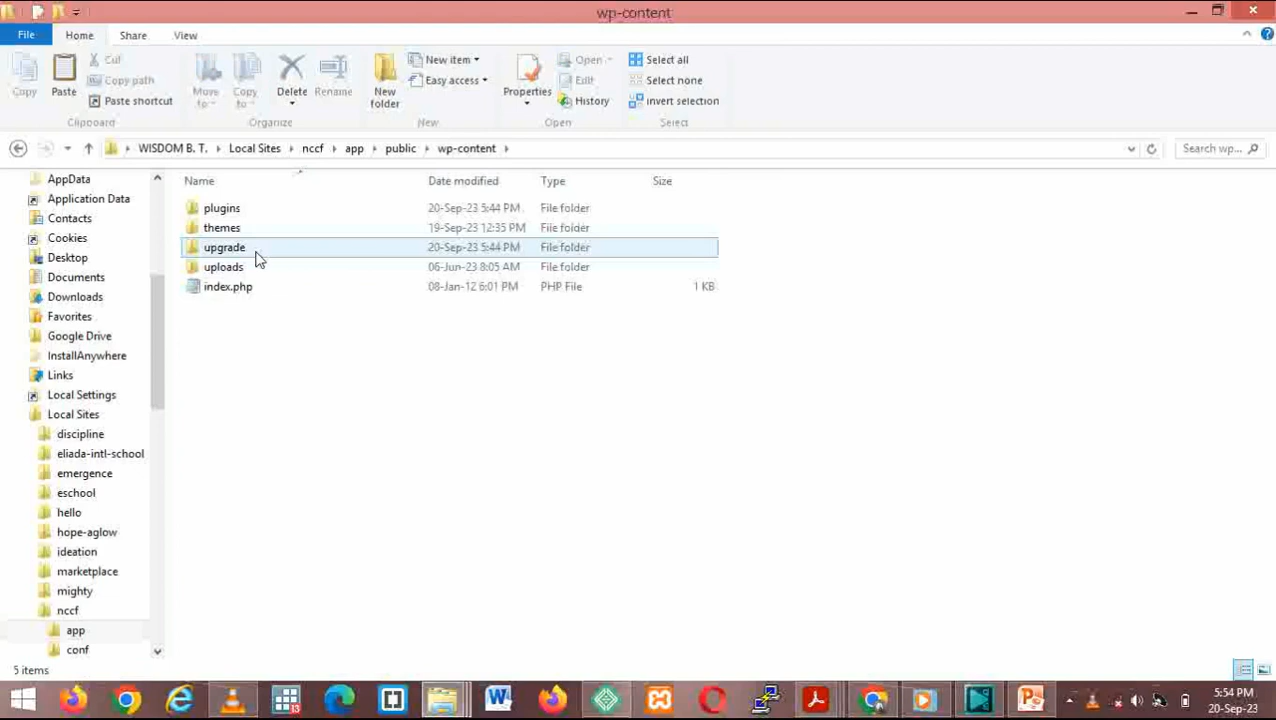 wp-content
File Home Share View
Copy
Paste
Cut
Copy path
Paste shortcut
Clipboard
Move to
Copy to
Delete
Rename
Organize
New folder
New item
Easy access
New
Properties
Open
Edit
History
Open
Select all
Select none
Invert selection
Select
WISDOM B. T. Local Sites nccf app public wp-content
Search wp...
AppData
Application Data
Contacts
Cookies
Desktop
Documents
Downloads
Favorites
Google Drive
InstallAnywhere
Links
Local Settings
Local Sites
discipline
eliada-intl-school
emergence
eschool
hello
hope-aglow
ideation
marketplace
mighty
nccf
app
conf
Name Date modified Type Size
plugins 20-Sep-23 5:44 PM File folder
themes 19-Sep-23 12:35 PM File folder
upgrade 20-Sep-23 5:44 PM File folder
uploads 06-Jun-23 8:05 AM File folder
index.php 08-Jan-12 6:01 PM PHP File 1 KB
5 items
5:54 PM
20-Sep-23